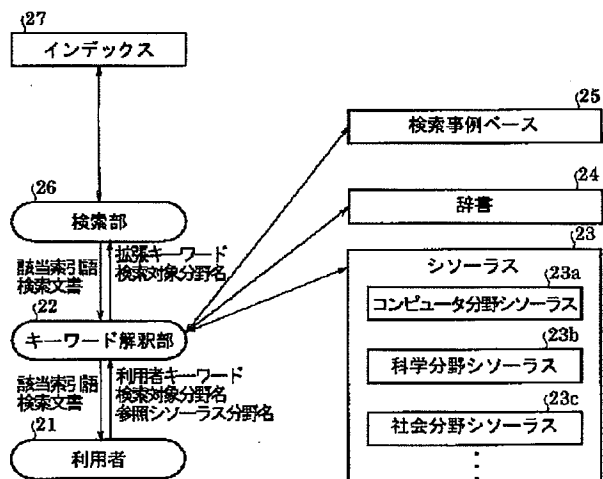 27
インデックス
25
検索事例ベース
24
辞書
26
検索部
23
シソーラス
23a
コンピュータ分野シソーラス
23b
科学分野シソーラス
23c
社会分野シソーラス
該当索引語
検索文書
拡張キーワード
検索対象分野名
22
キーワード解釈部
該当索引語
検索文書
利用者キーワード
検索対象分野名
参照シソーラス分野名
21
利用者